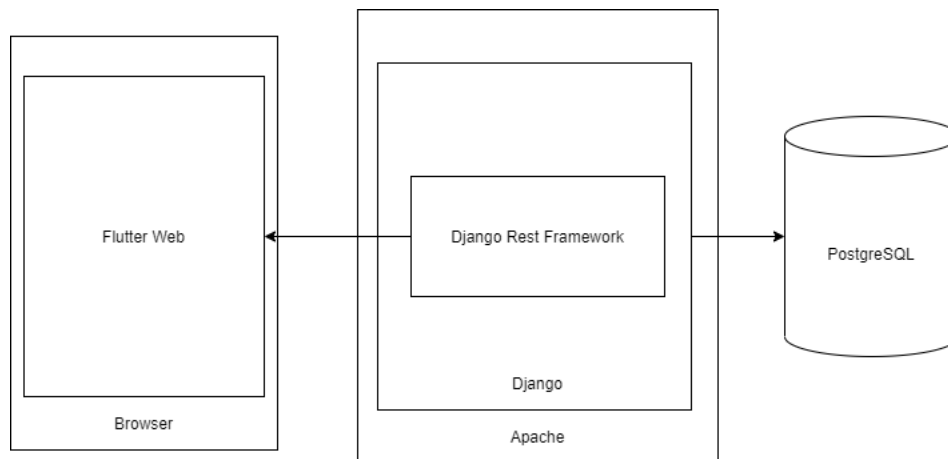 Flutter Web
Browser
Django Rest Framework
Django
Apache
PostgreSQL